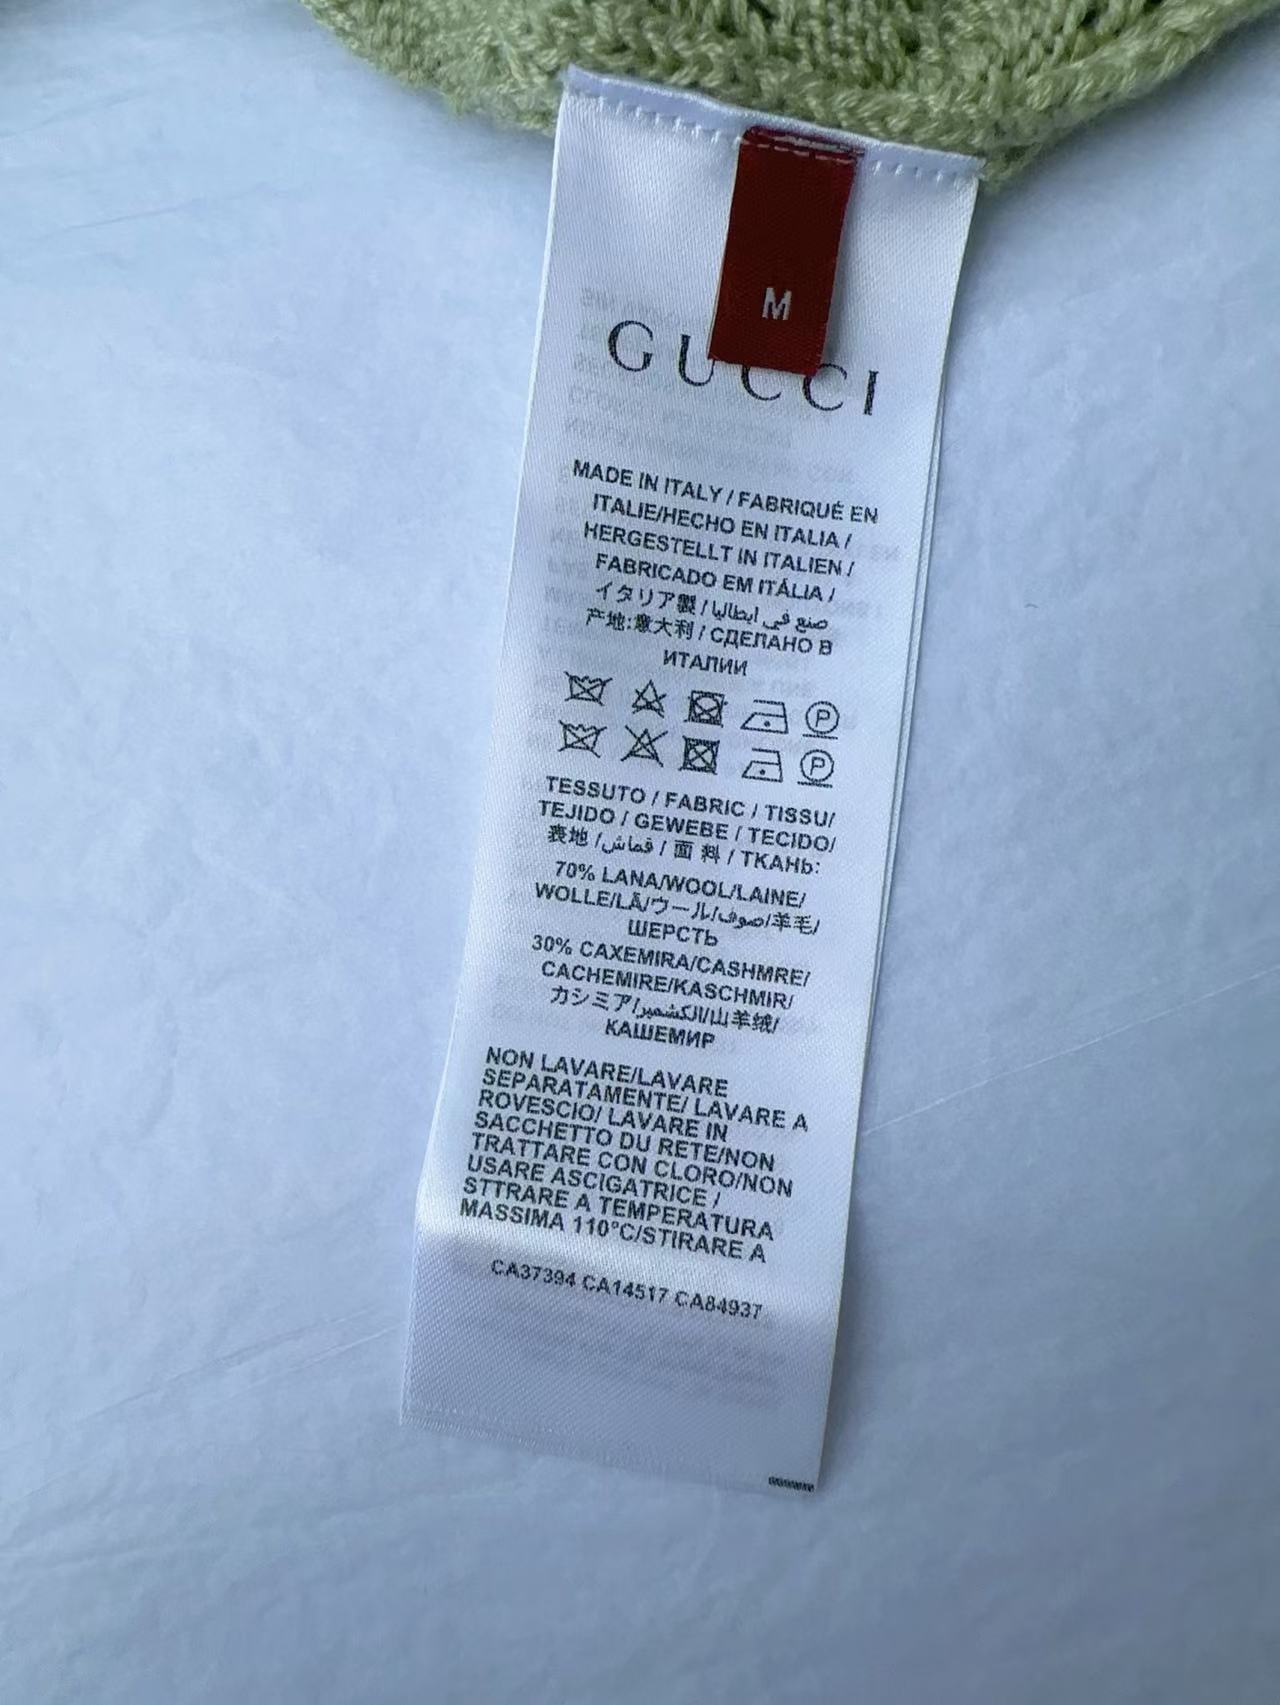 M
GUCCI
MADE IN ITALY / FABRIQUÉ EN
ITALIE/HECHO EN ITALIA /
HERGESTELLT IN ITALIEN /
FABRICADO EM ITÁLIA /
イタリア製 / صنع في ايطاليا
产地:意大利 / СДЕЛАНО В
ИТАЛИИ
P
P
TESSUTO / FABRIC / TISSU/
TEJIDO / GEWEBE / TECIDO/
表地 /قماش / 面 料 / ТКАНЬ:
70% LANA/WOOL/LAINE/
WOLLE/LÃ/ウール/صوف/羊毛/
ШЕРСТЬ
30% CAXEMIRA/CASHMRE/
CACHEMIRE/KASCHMIR/
カシミア/الكشمير/山羊绒/
КАШЕМИР
NON LAVARE/LAVARE
SEPARATAMENTE/ LAVARE A
ROVESCIO/ LAVARE IN
SACCHETTO DU RETE/NON
TRATTARE CON CLORO/NON
USARE ASCIGATRICE /
STTRARE A TEMPERATURA
MASSIMA 110°C/STIRARE A
CA37394 CA14517 CA84937